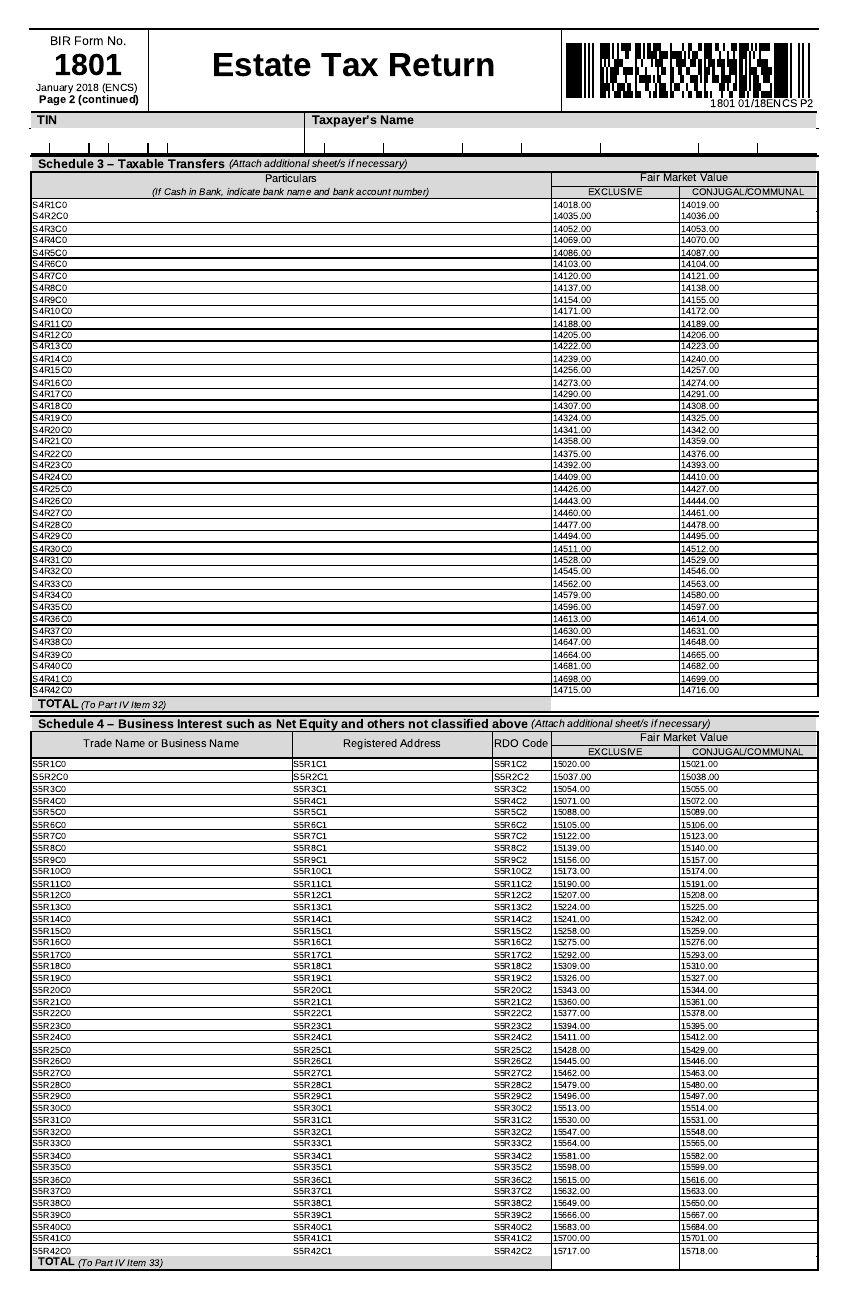 BIR Form No.
1801
January 2018 (ENCS)
Page 2 (continued)
Estate Tax Return
1801 01/18ENCS P2
TIN Taxpayer's Name
Schedule 3 – Taxable Transfers (Attach additional sheet/s if necessary)
Particulars Fair Market Value
(If Cash in Bank, indicate bank name and bank account number) EXCLUSIVE CONJUGAL/COMMUNAL
S4R1C0 14018.00 14019.00
S4R2C0 14035.00 14036.00
S4R3C0 14052.00 14053.00
S4R4C0 14069.00 14070.00
S4R5C0 14086.00 14087.00
S4R6C0 14103.00 14104.00
S4R7C0 14120.00 14121.00
S4R8C0 14137.00 14138.00
S4R9C0 14154.00 14155.00
S4R10C0 14171.00 14172.00
S4R11C0 14188.00 14189.00
S4R12C0 14205.00 14206.00
S4R13C0 14222.00 14223.00
S4R14C0 14239.00 14240.00
S4R15C0 14256.00 14257.00
S4R16C0 14273.00 14274.00
S4R17C0 14290.00 14291.00
S4R18C0 14307.00 14308.00
S4R19C0 14324.00 14325.00
S4R20C0 14341.00 14342.00
S4R21C0 14358.00 14359.00
S4R22C0 14375.00 14376.00
S4R23C0 14392.00 14393.00
S4R24C0 14409.00 14410.00
S4R25C0 14426.00 14427.00
S4R26C0 14443.00 14444.00
S4R27C0 14460.00 14461.00
S4R28C0 14477.00 14478.00
S4R29C0 14494.00 14495.00
S4R30C0 14511.00 14512.00
S4R31C0 14528.00 14529.00
S4R32C0 14545.00 14546.00
S4R33C0 14562.00 14563.00
S4R34C0 14579.00 14580.00
S4R35C0 14596.00 14597.00
S4R36C0 14613.00 14614.00
S4R37C0 14630.00 14631.00
S4R38C0 14647.00 14648.00
S4R39C0 14664.00 14665.00
S4R40C0 14681.00 14682.00
S4R41C0 14698.00 14699.00
S4R42C0 14715.00 14716.00
TOTAL (To Part IV Item 32)
Schedule 4 – Business Interest such as Net Equity and others not classified above (Attach additional sheet/s if necessary)
Trade Name or Business Name Registered Address RDO Code Fair Market Value
EXCLUSIVE CONJUGAL/COMMUNAL
S5R1C0 S5R1C1 S5R1C2 15020.00 15021.00
S5R2C0 S5R2C1 S5R2C2 15037.00 15038.00
S5R3C0 S5R3C1 S5R3C2 15054.00 15055.00
S5R4C0 S5R4C1 S5R4C2 15071.00 15072.00
S5R5C0 S5R5C1 S5R5C2 15088.00 15089.00
S5R6C0 S5R6C1 S5R6C2 15105.00 15106.00
S5R7C0 S5R7C1 S5R7C2 15122.00 15123.00
S5R8C0 S5R8C1 S5R8C2 15139.00 15140.00
S5R9C0 S5R9C1 S5R9C2 15156.00 15157.00
S5R10C0 S5R10C1 S5R10C2 15173.00 15174.00
S5R11C0 S5R11C1 S5R11C2 15190.00 15191.00
S5R12C0 S5R12C1 S5R12C2 15207.00 15208.00
S5R13C0 S5R13C1 S5R13C2 15224.00 15225.00
S5R14C0 S5R14C1 S5R14C2 15241.00 15242.00
S5R15C0 S5R15C1 S5R15C2 15258.00 15259.00
S5R16C0 S5R16C1 S5R16C2 15275.00 15276.00
S5R17C0 S5R17C1 S5R17C2 15292.00 15293.00
S5R18C0 S5R18C1 S5R18C2 15309.00 15310.00
S5R19C0 S5R19C1 S5R19C2 15326.00 15327.00
S5R20C0 S5R20C1 S5R20C2 15343.00 15344.00
S5R21C0 S5R21C1 S5R21C2 15360.00 15361.00
S5R22C0 S5R22C1 S5R22C2 15377.00 15378.00
S5R23C0 S5R23C1 S5R23C2 15394.00 15395.00
S5R24C0 S5R24C1 S5R24C2 15411.00 15412.00
S5R25C0 S5R25C1 S5R25C2 15428.00 15429.00
S5R26C0 S5R26C1 S5R26C2 15445.00 15446.00
S5R27C0 S5R27C1 S5R27C2 15462.00 15463.00
S5R28C0 S5R28C1 S5R28C2 15479.00 15480.00
S5R29C0 S5R29C1 S5R29C2 15496.00 15497.00
S5R30C0 S5R30C1 S5R30C2 15513.00 15514.00
S5R31C0 S5R31C1 S5R31C2 15530.00 15531.00
S5R32C0 S5R32C1 S5R32C2 15547.00 15548.00
S5R33C0 S5R33C1 S5R33C2 15564.00 15565.00
S5R34C0 S5R34C1 S5R34C2 15581.00 15582.00
S5R35C0 S5R35C1 S5R35C2 15598.00 15599.00
S5R36C0 S5R36C1 S5R36C2 15615.00 15616.00
S5R37C0 S5R37C1 S5R37C2 15632.00 15633.00
S5R38C0 S5R38C1 S5R38C2 15649.00 15650.00
S5R39C0 S5R39C1 S5R39C2 15666.00 15667.00
S5R40C0 S5R40C1 S5R40C2 15683.00 15684.00
S5R41C0 S5R41C1 S5R41C2 15700.00 15701.00
S5R42C0 S5R42C1 S5R42C2 15717.00 15718.00
TOTAL (To Part IV Item 33)